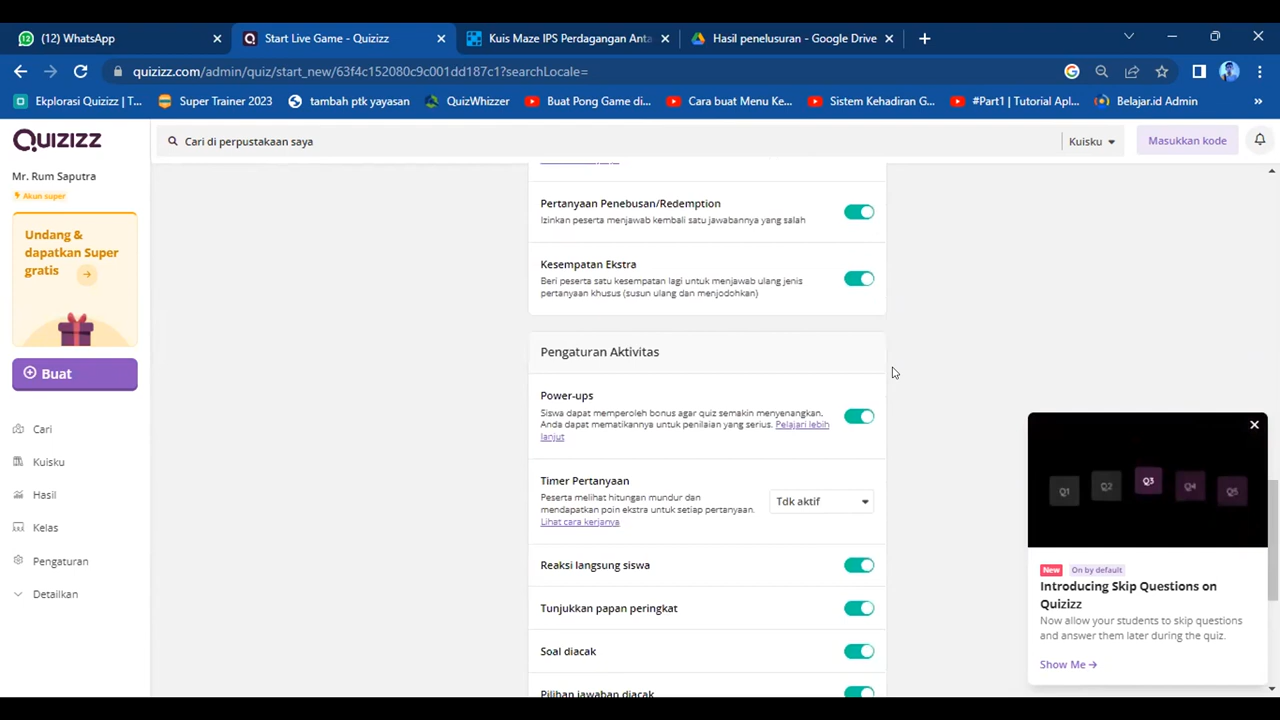 (12) WhatsApp
Start Live Game - Quizizz
Kuis Maze IPS Perdagangan Anta
Hasil penelusuran - Google Drive
quizizz.com/admin/quiz/start_new/63f4c152080c9c001dd187c1?searchLocale=
Ekplorasi Quizizz | T...
Super Trainer 2023
tambah ptk yayasan
QuizWhizzer
Buat Pong Game di...
Cara buat Menu Ke...
Sistem Kehadiran G...
#Part1 | Tutorial Apl...
Belajar.id Admin
QUIZIZZ
Cari di perpustakaan saya
Kuisku
Masukkan kode
Mr. Rum Saputra
Akun super
Undang &
dapatkan Super
gratis
Buat
Cari
Kuisku
Hasil
Kelas
Pengaturan
Detailkan
Pertanyaan Penebusan/Redemption
Izinkan peserta menjawab kembali satu jawabannya yang salah
Kesempatan Ekstra
Beri peserta satu kesempatan lagi untuk menjawab ulang jenis
pertanyaan khusus (susun ulang dan menjodohkan)
Pengaturan Aktivitas
Power-ups
Siswa dapat memperoleh bonus agar quiz semakin menyenangkan.
Anda dapat mematikannya untuk penilaian yang serius. Pelajari lebih
lanjut
Timer Pertanyaan
Peserta melihat hitungan mundur dan
mendapatkan poin ekstra untuk setiap pertanyaan.
Lihat cara kerjanya
Tdk aktif
Reaksi langsung siswa
Tunjukkan papan peringkat
Soal diacak
Pilihan jawaban diacak
Q1
Q2
Q3
Q4
Q5
New
On by default
Introducing Skip Questions on
Quizizz
Now allow your students to skip questions
and answer them later during the quiz.
Show Me →